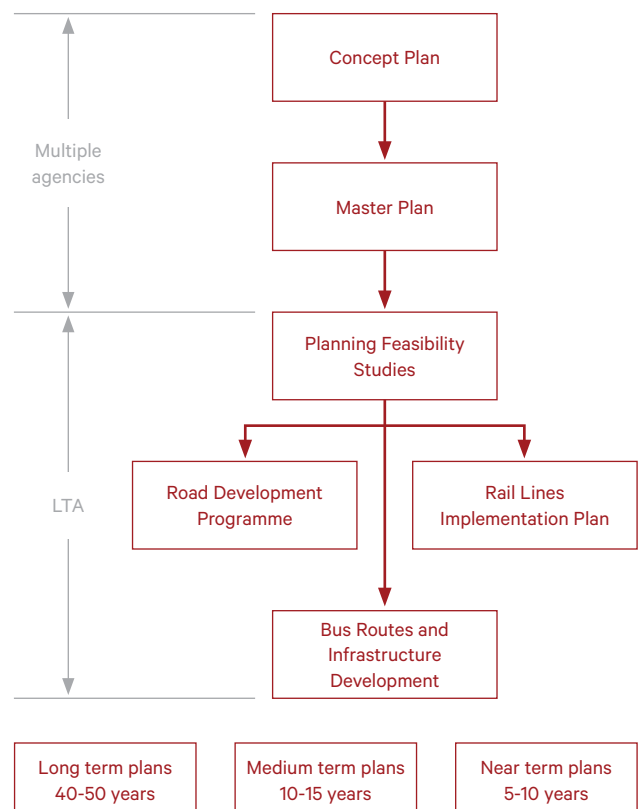 Concept Plan
Multiple
agencies
Master Plan
Planning Feasibility
Studies
Road Development
Programme
Rail Lines
Implementation Plan
LTA
Bus Routes and
Infrastructure
Development
Long term plans
40-50 years
Medium term plans
10-15 years
Near term plans
5-10 years